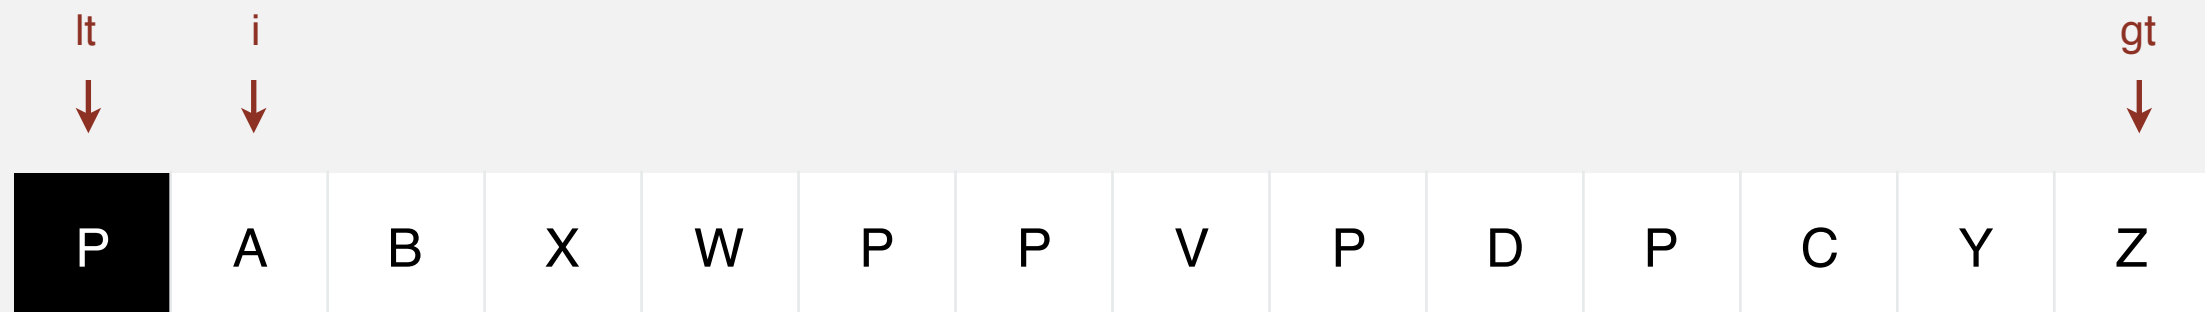 lt i gt
P A B X W P P V P D P C Y Z